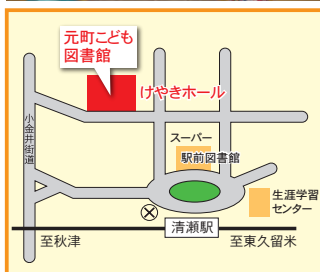 元町こども
図書館
けやきホール
小金井街道
スーパー
駅前図書館
生涯学習
センター
清瀬駅
至秋津
至東久留米